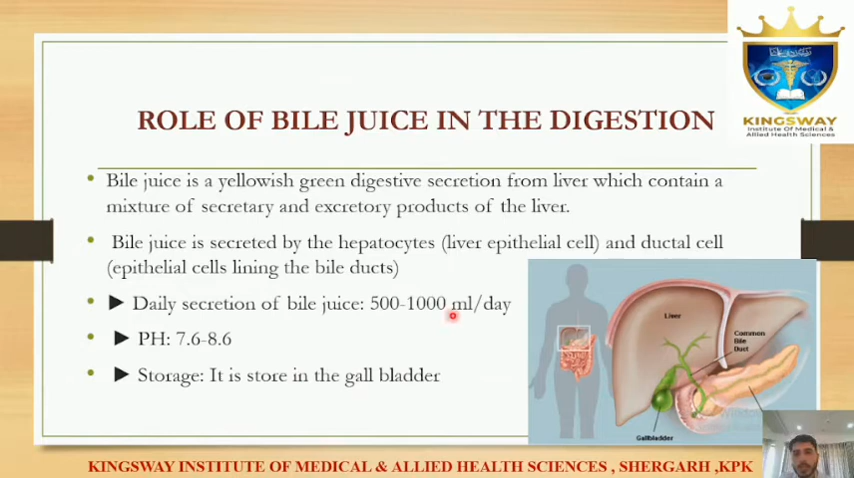 KINGSWAY
Institute Of Medical &
Allied Health Sciences
ROLE OF BILE JUICE IN THE DIGESTION
• Bile juice is a yellowish green digestive secretion from liver which contain a
mixture of secretary and excretory products of the liver.
• Bile juice is secreted by the hepatocytes (liver epithelial cell) and ductal cell
(epithelial cells lining the bile ducts)
• ► Daily secretion of bile juice: 500-1000 ml/day
• ► PH: 7.6-8.6
• ► Storage: It is store in the gall bladder
Liver
Common
Bile
Duct
Gallbladder
KINGSWAY INSTITUTE OF MEDICAL & ALLIED HEALTH SCIENCES , SHERGARH ,KPK